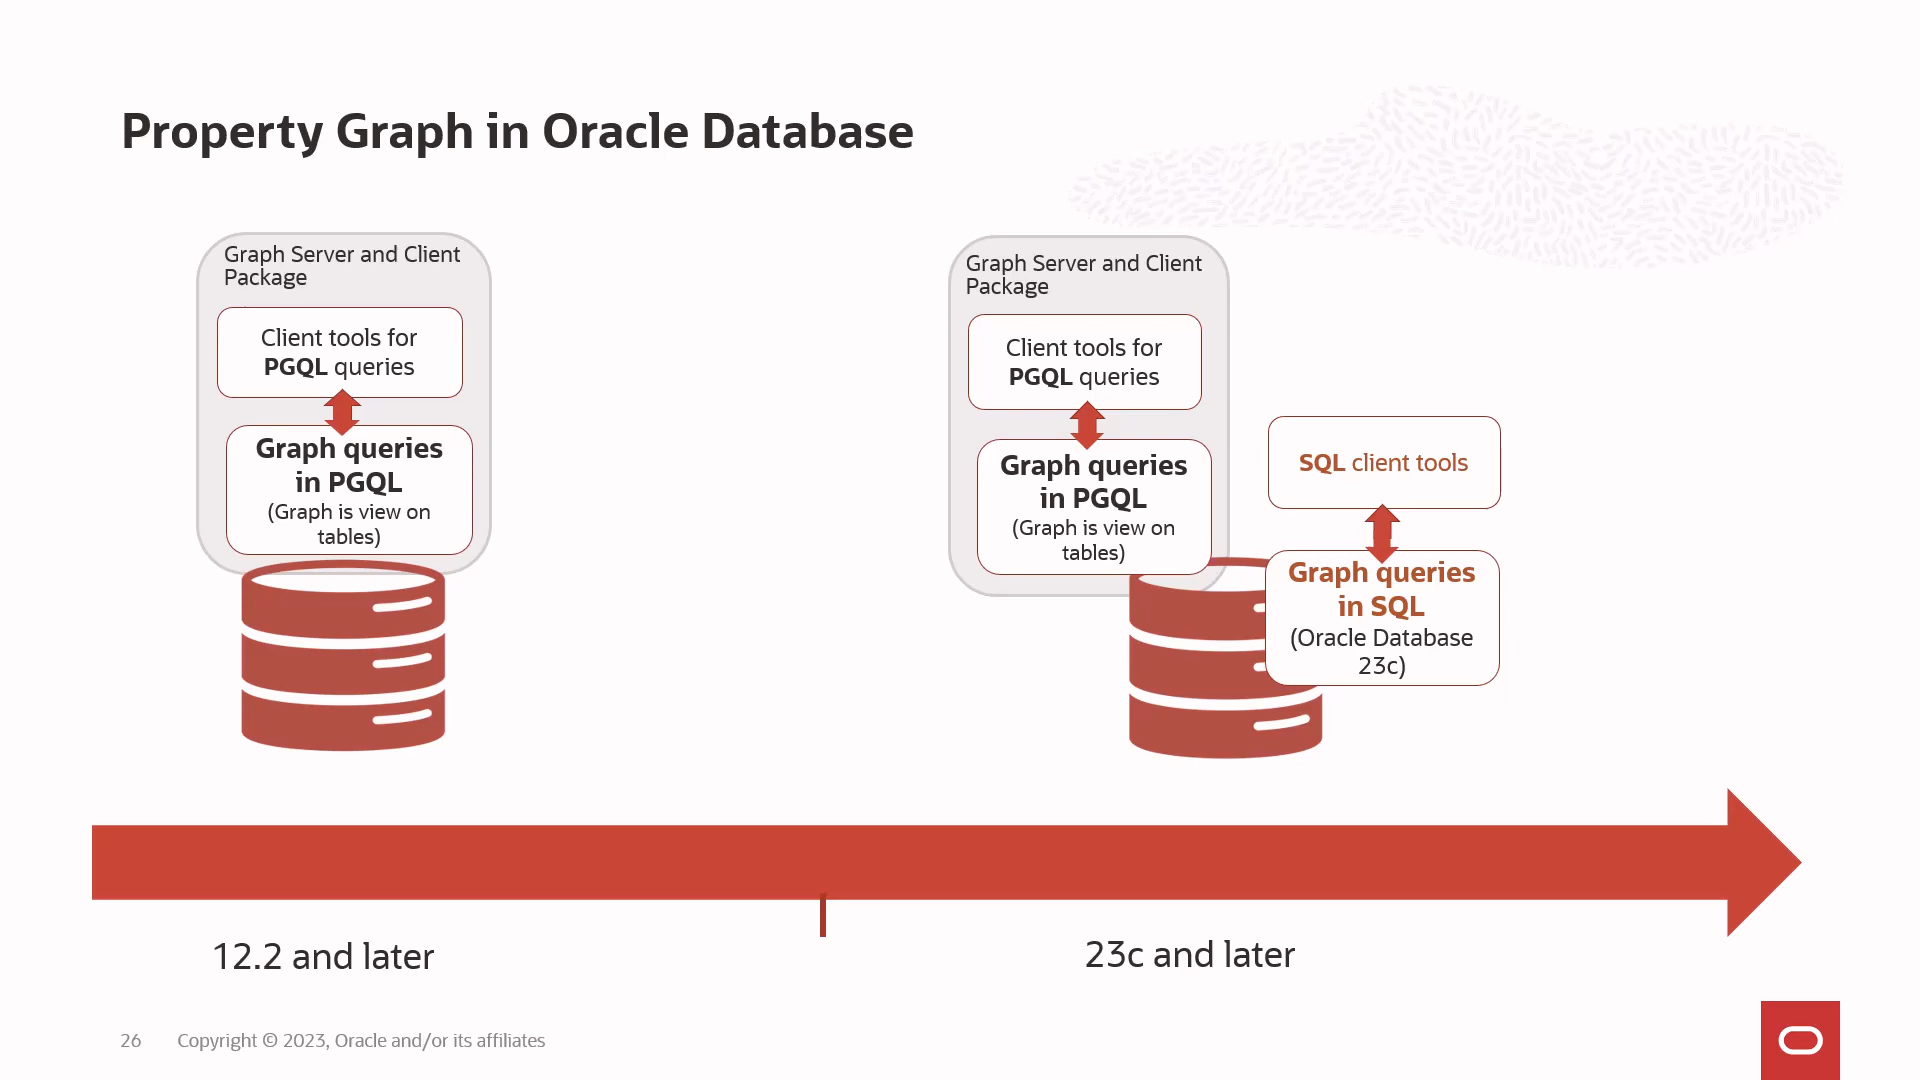 Property Graph in Oracle Database
Graph Server and Client
Package
Client tools for
PGQL queries
Graph queries
in PGQL
(Graph is view on
tables)
Graph Server and Client
Package
Client tools for
PGQL queries
Graph queries
in PGQL
(Graph is view on
tables)
SQL client tools
Graph queries
in SQL
(Oracle Database
23c)
12.2 and later
23c and later
26
Copyright © 2023, Oracle and/or its affiliates